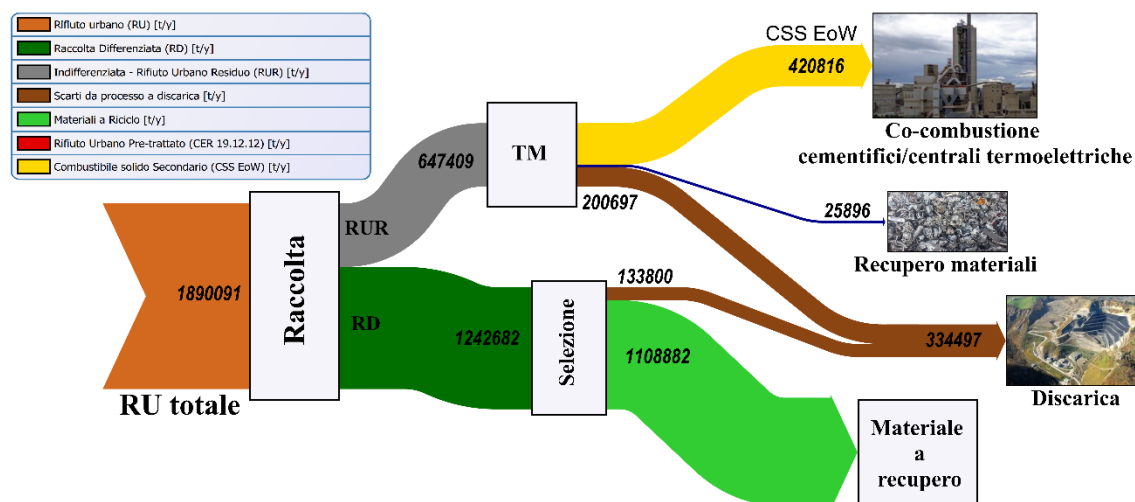 Rifiuto urbano (RU) [t/y]
Raccolta Differenziata (RD) [t/y]
Indifferenziata - Rifiuto Urbano Residuo (RUR) [t/y]
Scarti da processo a discarica [t/y]
Materiali a Riciclo [t/y]
Rifiuto Urbano Pre-trattato (CER 19.12.12) [t/y]
Combustibile solido Secondario (CSS EoW) [t/y]
CSS EoW
420816
Co-combustione
cementifici/centrali termoelettriche
TM
647409
200697
25896
RUR
Recupero materiali
1890091
Raccolta
RD
1242682
Selezione
133800
1108882
334497
RU totale
Discarica
Materiale
a
recupero